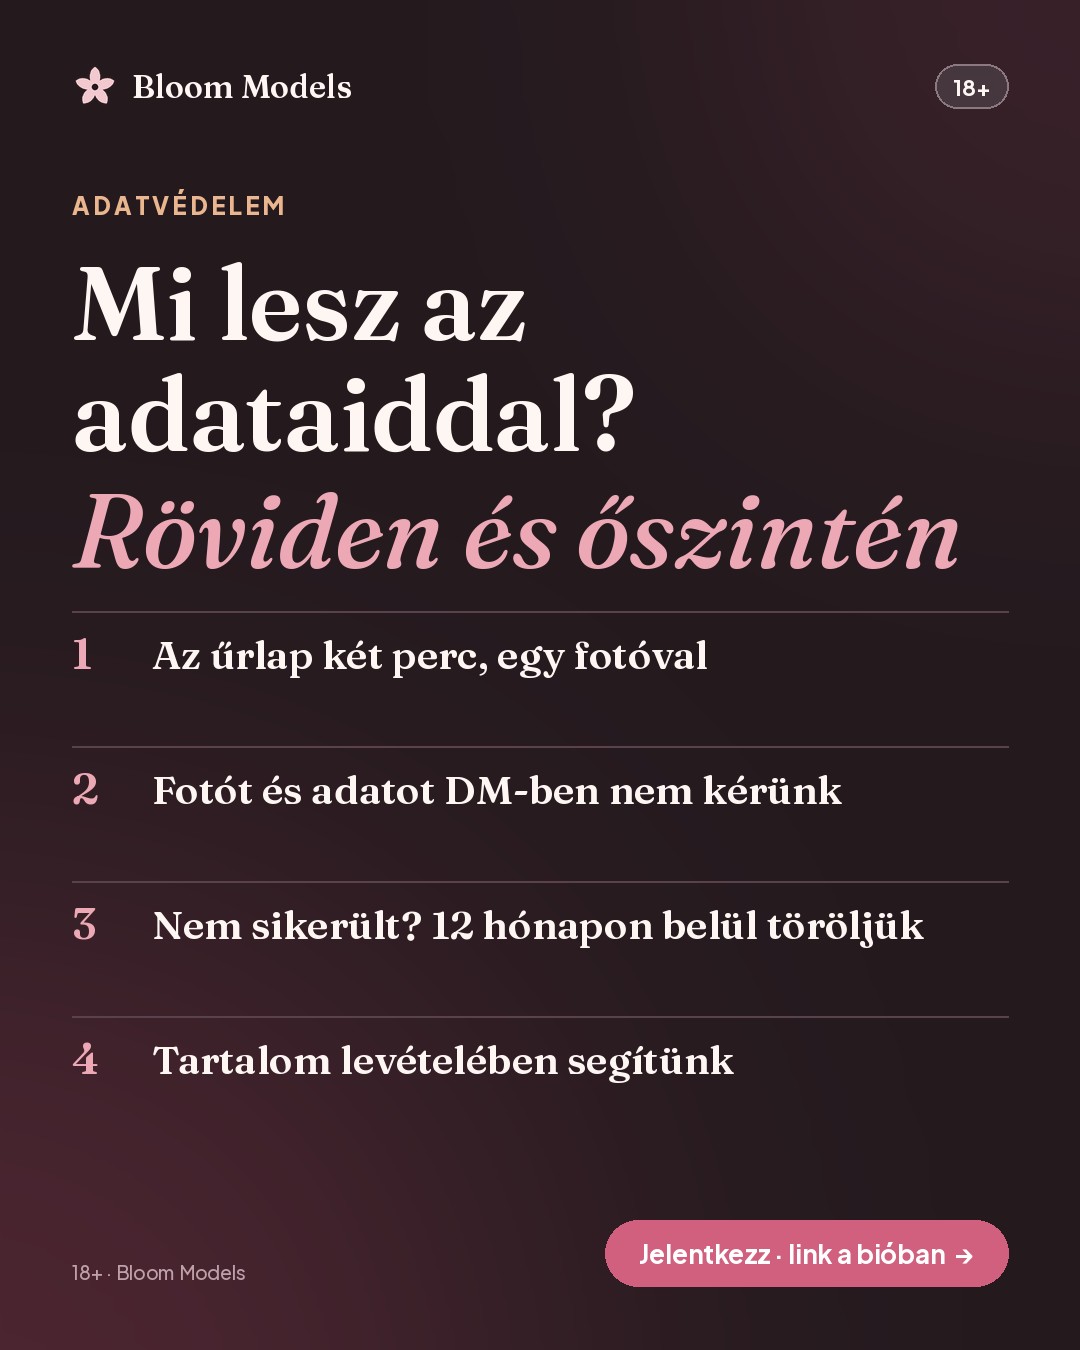 Bloom Models
18+
ADATVÉDELEM
Mi lesz az
adataiddal?
Röviden és őszintén
1 Az űrlap két perc, egy fotóval
2 Fotót és adatot DM-ben nem kérünk
3 Nem sikerült? 12 hónapon belül töröljük
4 Tartalom levételében segítünk
18+ · Bloom Models
Jelentkezz · link a bióban →